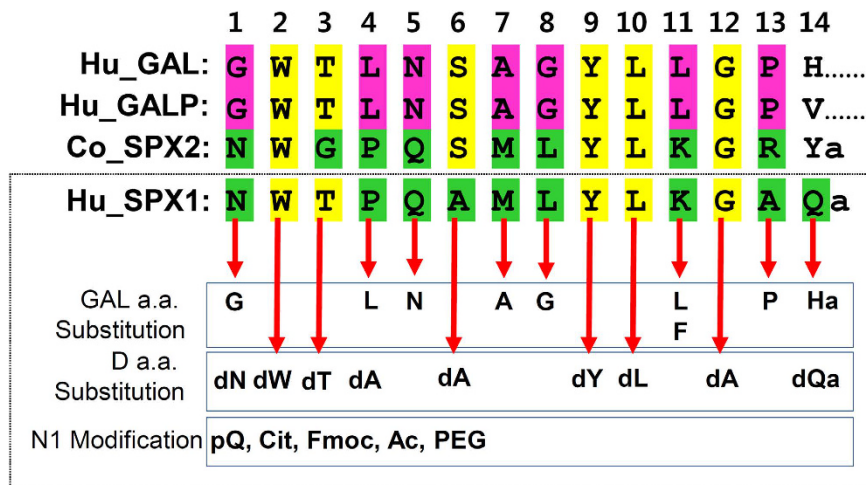 1 2 3 4 5 6 7 8 9 10 11 12 13 14
Hu_GAL: G W T L N S A G Y L L G P H......
Hu_GALP: G W T L N S A G Y L L G P V......
Co_SPX2: N W G P Q S M L Y L K G R Ya
Hu_SPX1: N W T P Q A M L Y L K G A Qa
GAL a.a. G L N A G L P Ha
Substitution F
D a.a.
Substitution dN dW dT dA dA dY dL dA dQa
N1 Modification pQ, Cit, Fmoc, Ac, PEG